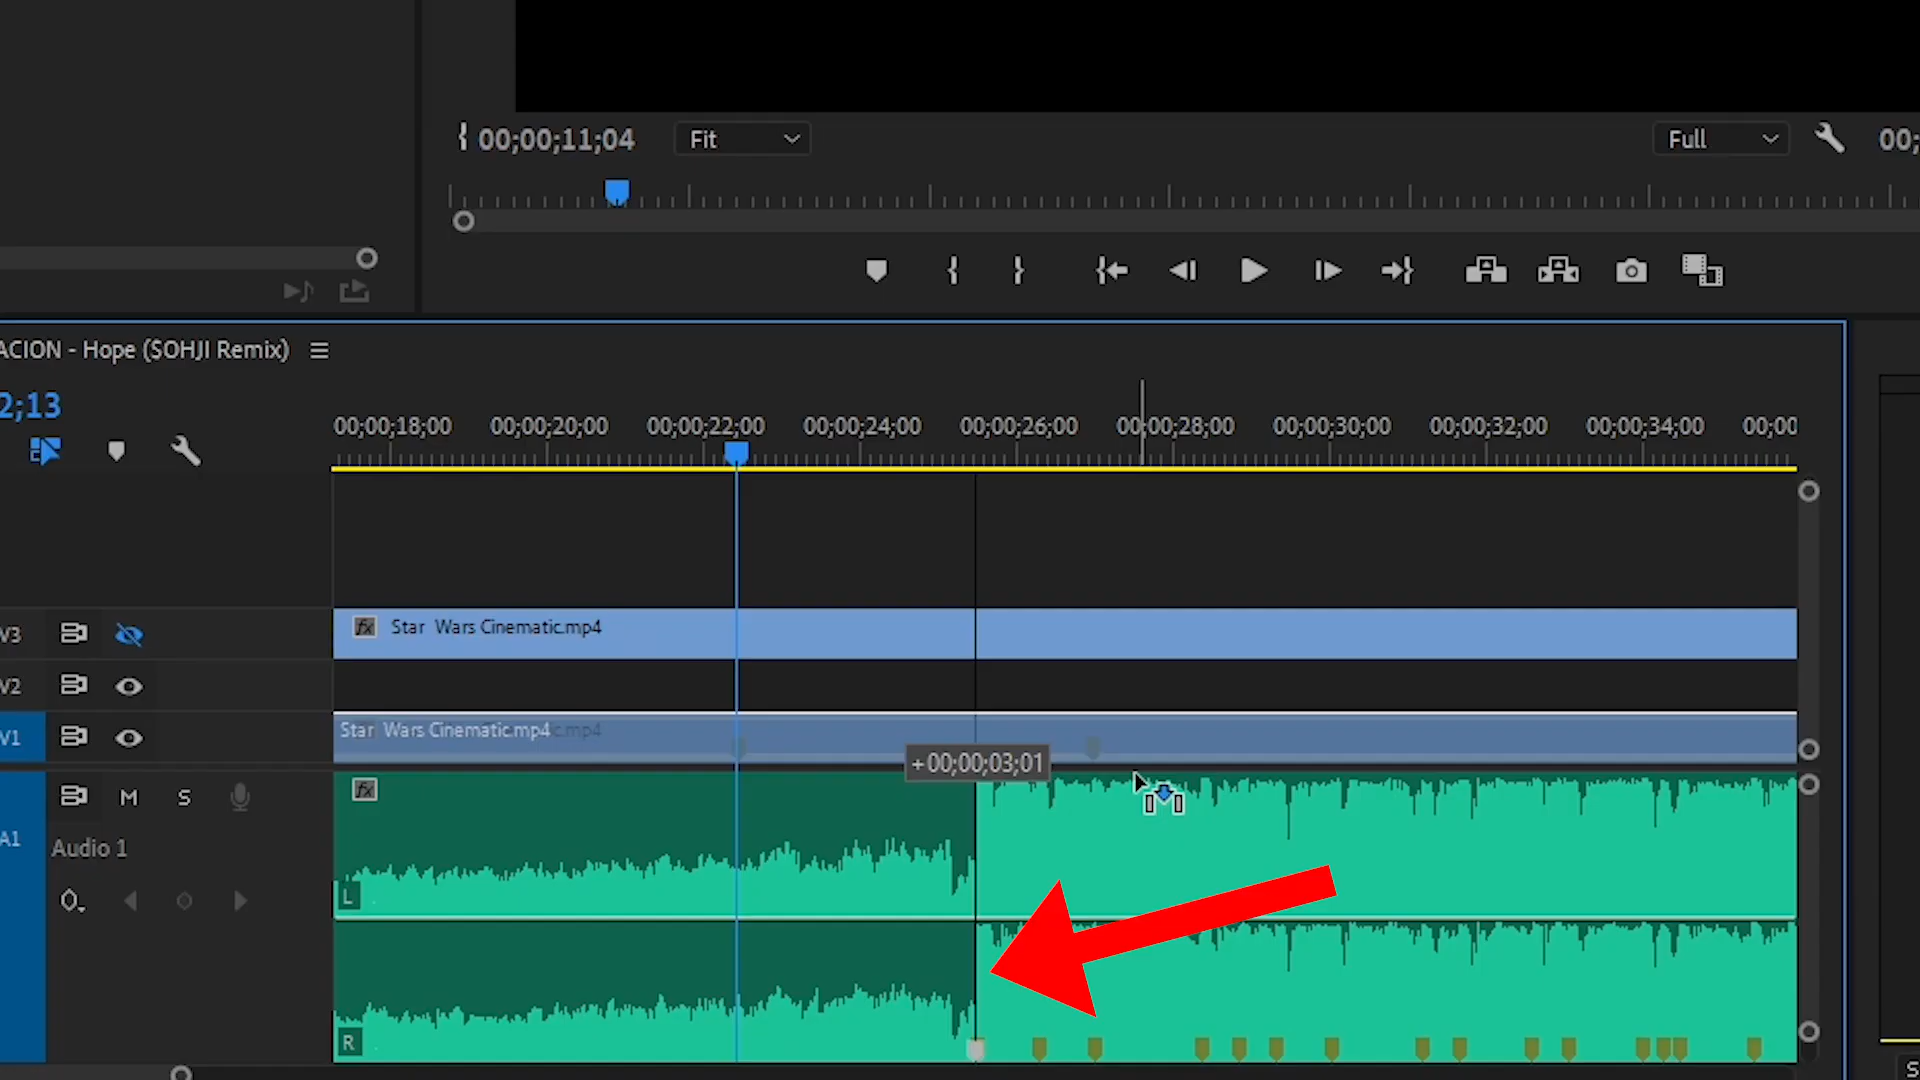 00;00;11;04
Fit
Full
00;
ACION - Hope (SOHJI Remix)
2;13
00;00;18;00 00;00;20;00 00;00;22;00 00;00;24;00 00;00;26;00 00;00;28;00 00;00;30;00 00;00;32;00 00;00;34;00 00;00
V3
fx Star Wars Cinematic.mp4
V2
V1
Star Wars Cinematic.mp4
+00;00;03;01
M S
fx
A1
Audio 1
L
R
S